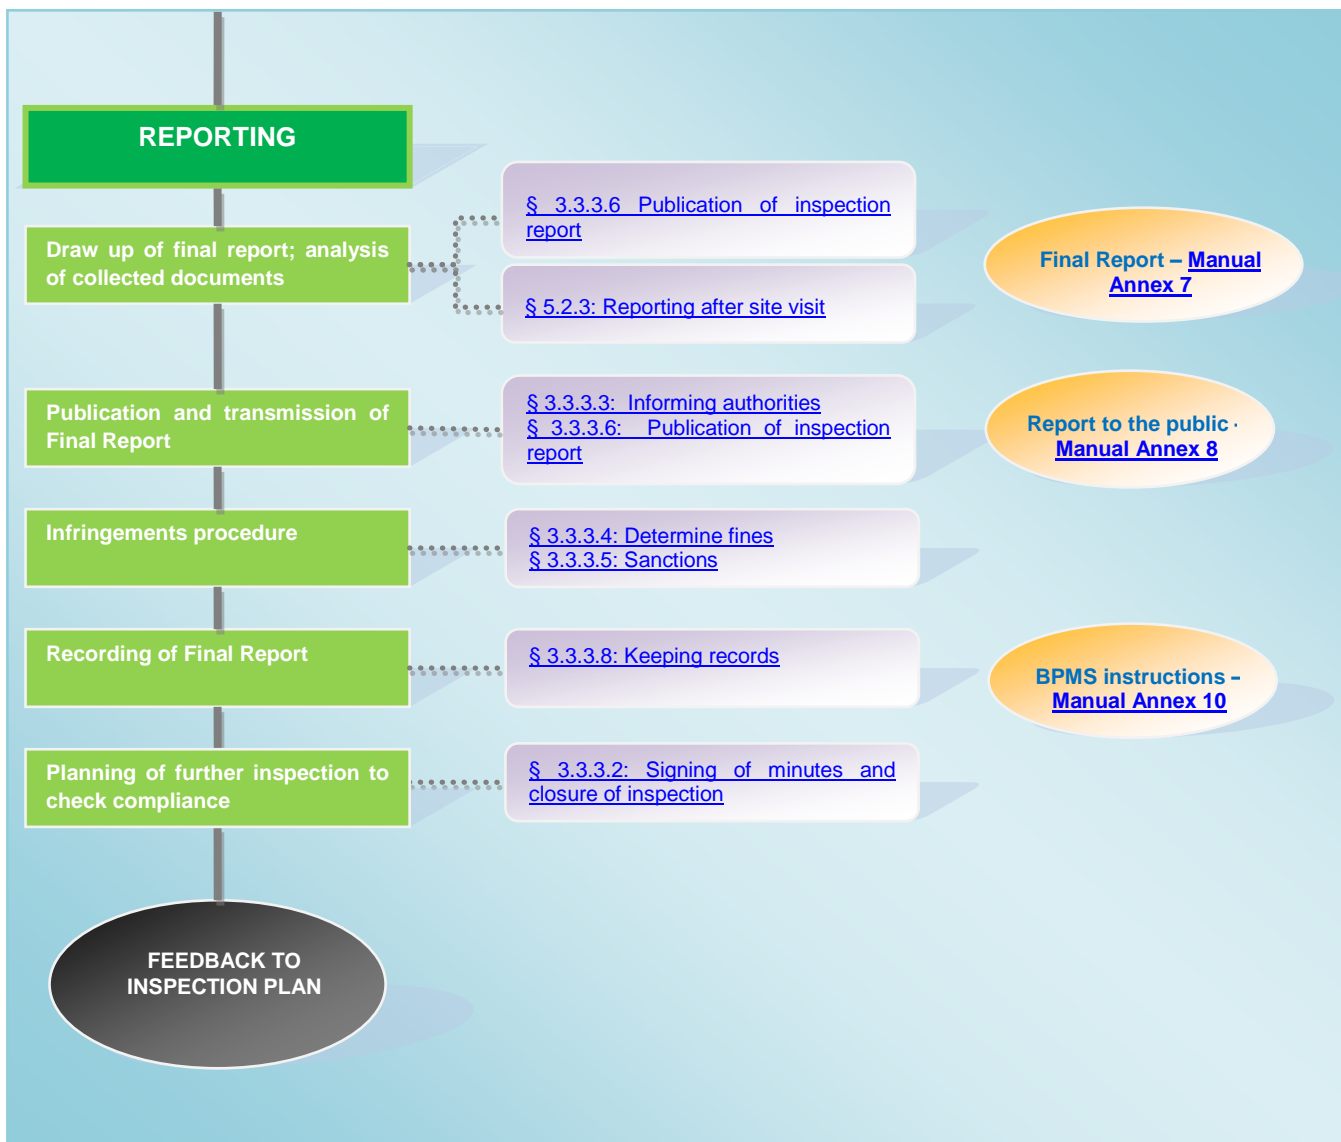 REPORTING
§ 3.3.3.6 Publication of inspection
report
Draw up of final report; analysis
of collected documents
§ 5.2.3: Reporting after site visit
Final Report – Manual
Annex 7
Publication and transmission of
Final Report
§ 3.3.3.3: Informing authorities
§ 3.3.3.6: Publication of inspection
report
Report to the public -
Manual Annex 8
Infringements procedure
§ 3.3.3.4: Determine fines
§ 3.3.3.5: Sanctions
Recording of Final Report
§ 3.3.3.8: Keeping records
BPMS instructions –
Manual Annex 10
Planning of further inspection to
check compliance
§ 3.3.3.2: Signing of minutes and
closure of inspection
FEEDBACK TO
INSPECTION PLAN